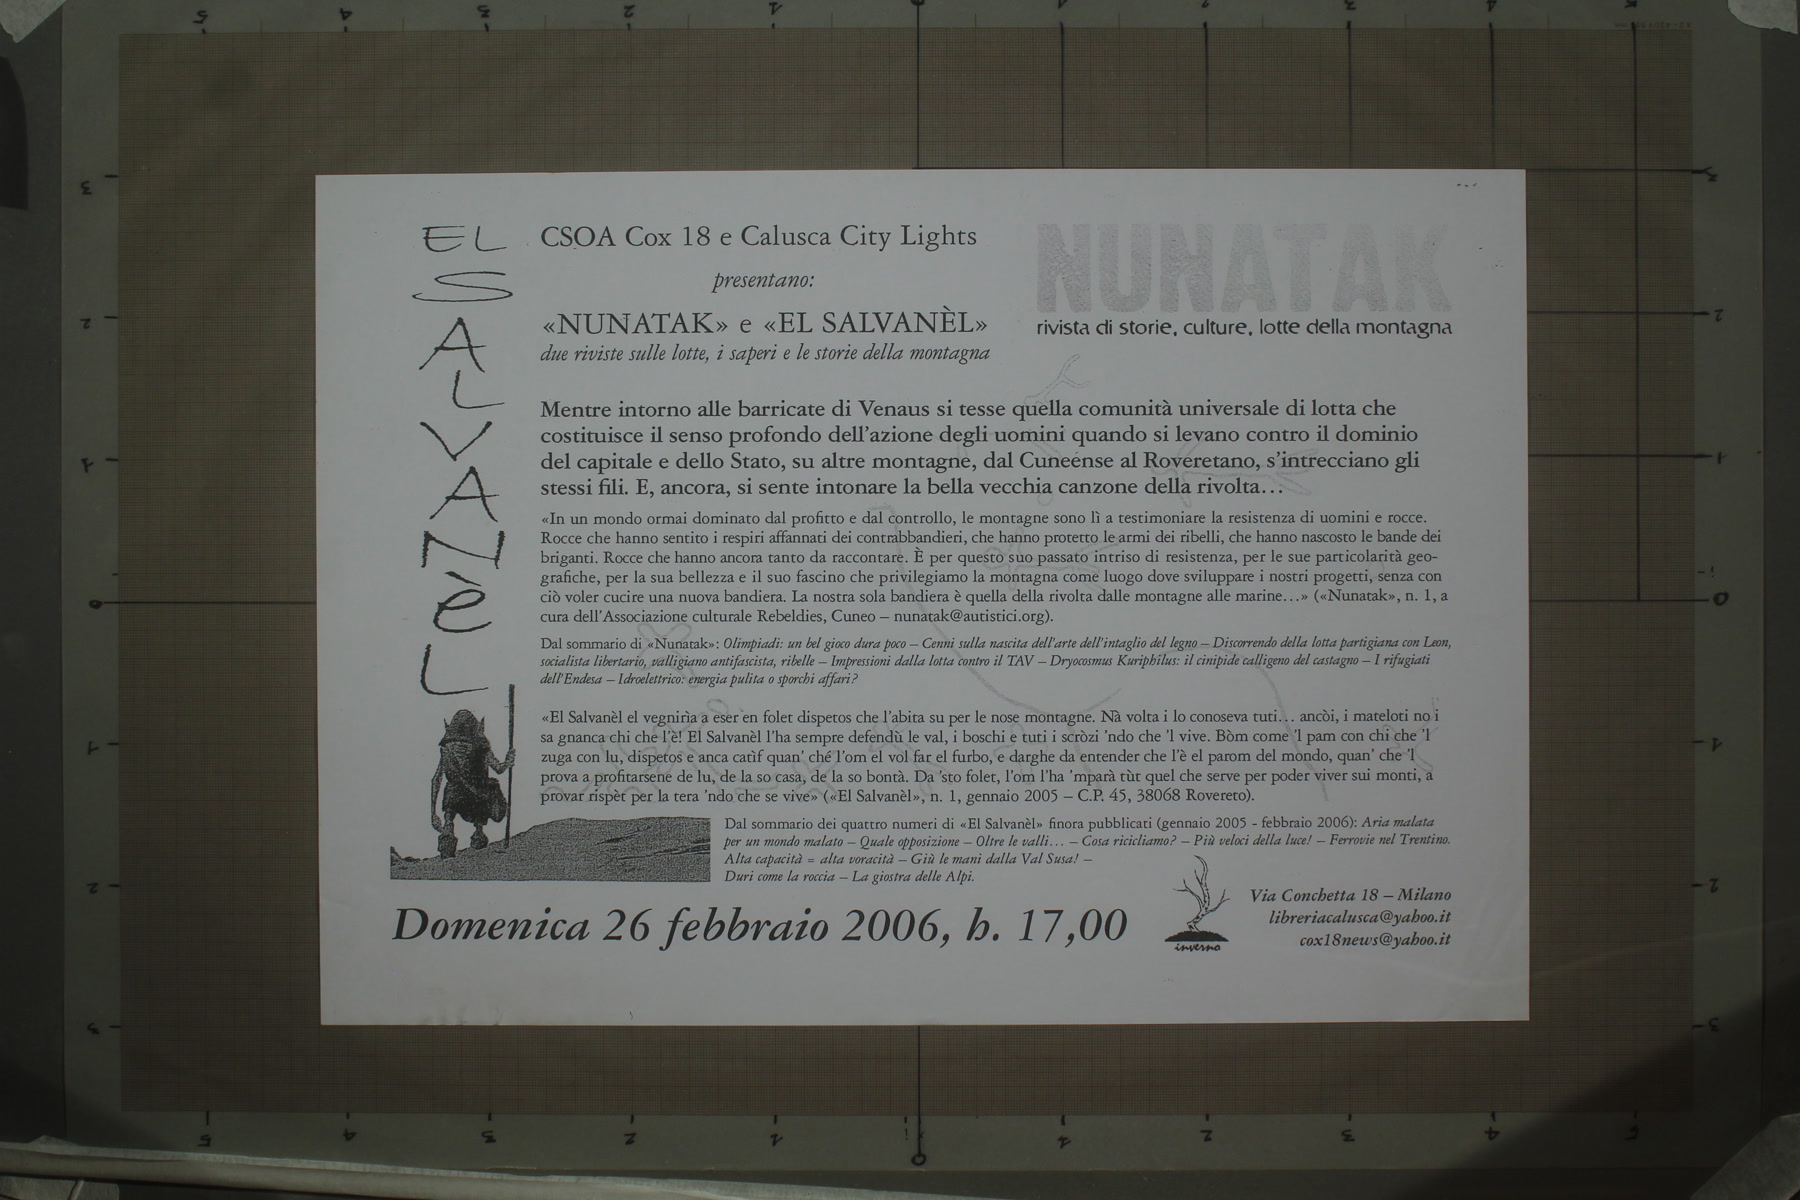 EL SALVANèL
CSOA Cox 18 e Calusca City Lights
presentano:
«NUNATAK» e «EL SALVANÈL»
due riviste sulle lotte, i saperi e le storie della montagna
NUNATAK
rivista di storie, culture, lotte della montagna
Mentre intorno alle barricate di Venaus si tesse quella comunità universale di lotta che
costituisce il senso profondo dell'azione degli uomini quando si levano contro il dominio
del capitale e dello Stato, su altre montagne, dal Cuneense al Roveretano, s'intrecciano gli
stessi fili. E, ancora, si sente intonare la bella vecchia canzone della rivolta…
«In un mondo ormai dominato dal profitto e dal controllo, le montagne sono lì a testimoniare la resistenza di uomini e rocce.
Rocce che hanno sentito i respiri affannati dei contrabbandieri, che hanno protetto le armi dei ribelli, che hanno nascosto le bande dei
briganti. Rocce che hanno ancora tanto da raccontare. È per questo suo passato intriso di resistenza, per le sue particolarità geo-
grafiche, per la sua bellezza e il suo fascino che privilegiamo la montagna come luogo dove sviluppare i nostri progetti, senza con
ciò voler cucire una nuova bandiera. La nostra sola bandiera è quella della rivolta dalle montagne alle marine…» («Nunatak», n. 1, a
cura dell'Associazione culturale Rebeldies, Cuneo – nunatak@autistici.org).
Dal sommario di «Nunatak»: Olimpiadi: un bel gioco dura poco – Cenni sulla nascita dell'arte dell'intaglio del legno – Discorrendo della lotta partigiana con Leon,
socialista libertario, valligiano antifascista, ribelle – Impressioni dalla lotta contro il TAV – Dryocosmus Kuriphilus: il cinipide calligeno del castagno – I rifugiati
dell'Endesa – Idroelettrico: energia pulita o sporchi affari?
«El Salvanèl el vegnirìa a eser en folet dispetos che l'abita su per le nose montagne. Nà volta i lo conoseva tuti… ancòi, i mateloti no i
sa gnanca chi che l'è! El Salvanèl l'ha sempre defendù le val, i boschi e tuti i scròzi 'ndo che 'l vive. Bòm come 'l pam con chi che 'l
zuga con lu, dispetos e anca catìf quan' ché l'om el vol far el furbo, e darghe da entender che l'è el parom del mondo, quan' che 'l
prova a profitarsene de lu, de la so casa, de la so bontà. Da 'sto folet, l'om l'ha 'mparà tùt quel che serve per poder viver sui monti, a
provar rispèt per la tera 'ndo che se vive» («El Salvanèl», n. 1, gennaio 2005 – C.P. 45, 38068 Rovereto).
Dal sommario dei quattro numeri di «El Salvanèl» finora pubblicati (gennaio 2005 - febbraio 2006): Aria malata
per un mondo malato – Quale opposizione – Oltre le valli… – Cosa ricicliamo? – Più veloci della luce! – Ferrovie nel Trentino.
Alta capacità = alta voracità – Giù le mani dalla Val Susa! –
Duri come la roccia – La giostra delle Alpi.
Domenica 26 febbraio 2006, h. 17,00
inverno
Via Conchetta 18 – Milano
libreriacalusca@yahoo.it
cox18news@yahoo.it